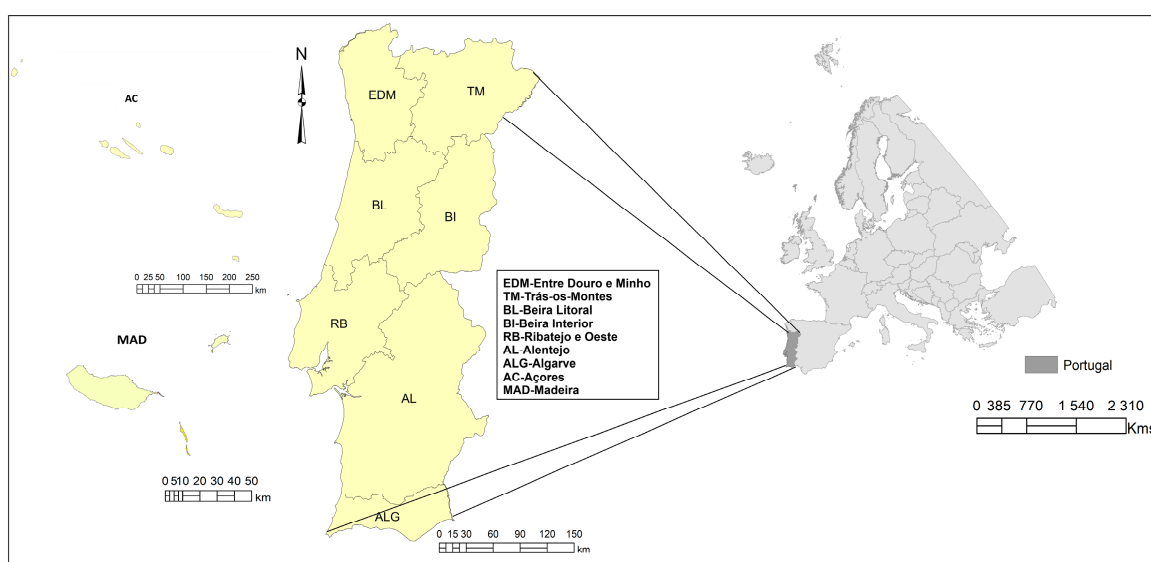 N
AC
EDM
TM
BL
BI
0 25 50 100 150 200 250
km
EDM-Entre Douro e Minho
TM-Trás-os-Montes
BL-Beira Litoral
BI-Beira Interior
RB-Ribatejo e Oeste
AL-Alentejo
ALG-Algarve
AC-Açores
MAD-Madeira
MAD
RB
AL
Portugal
0 385 770 1 540 2 310
Kms
0 5 10 20 30 40 50
km
ALG
0 15 30 60 90 120 150
km